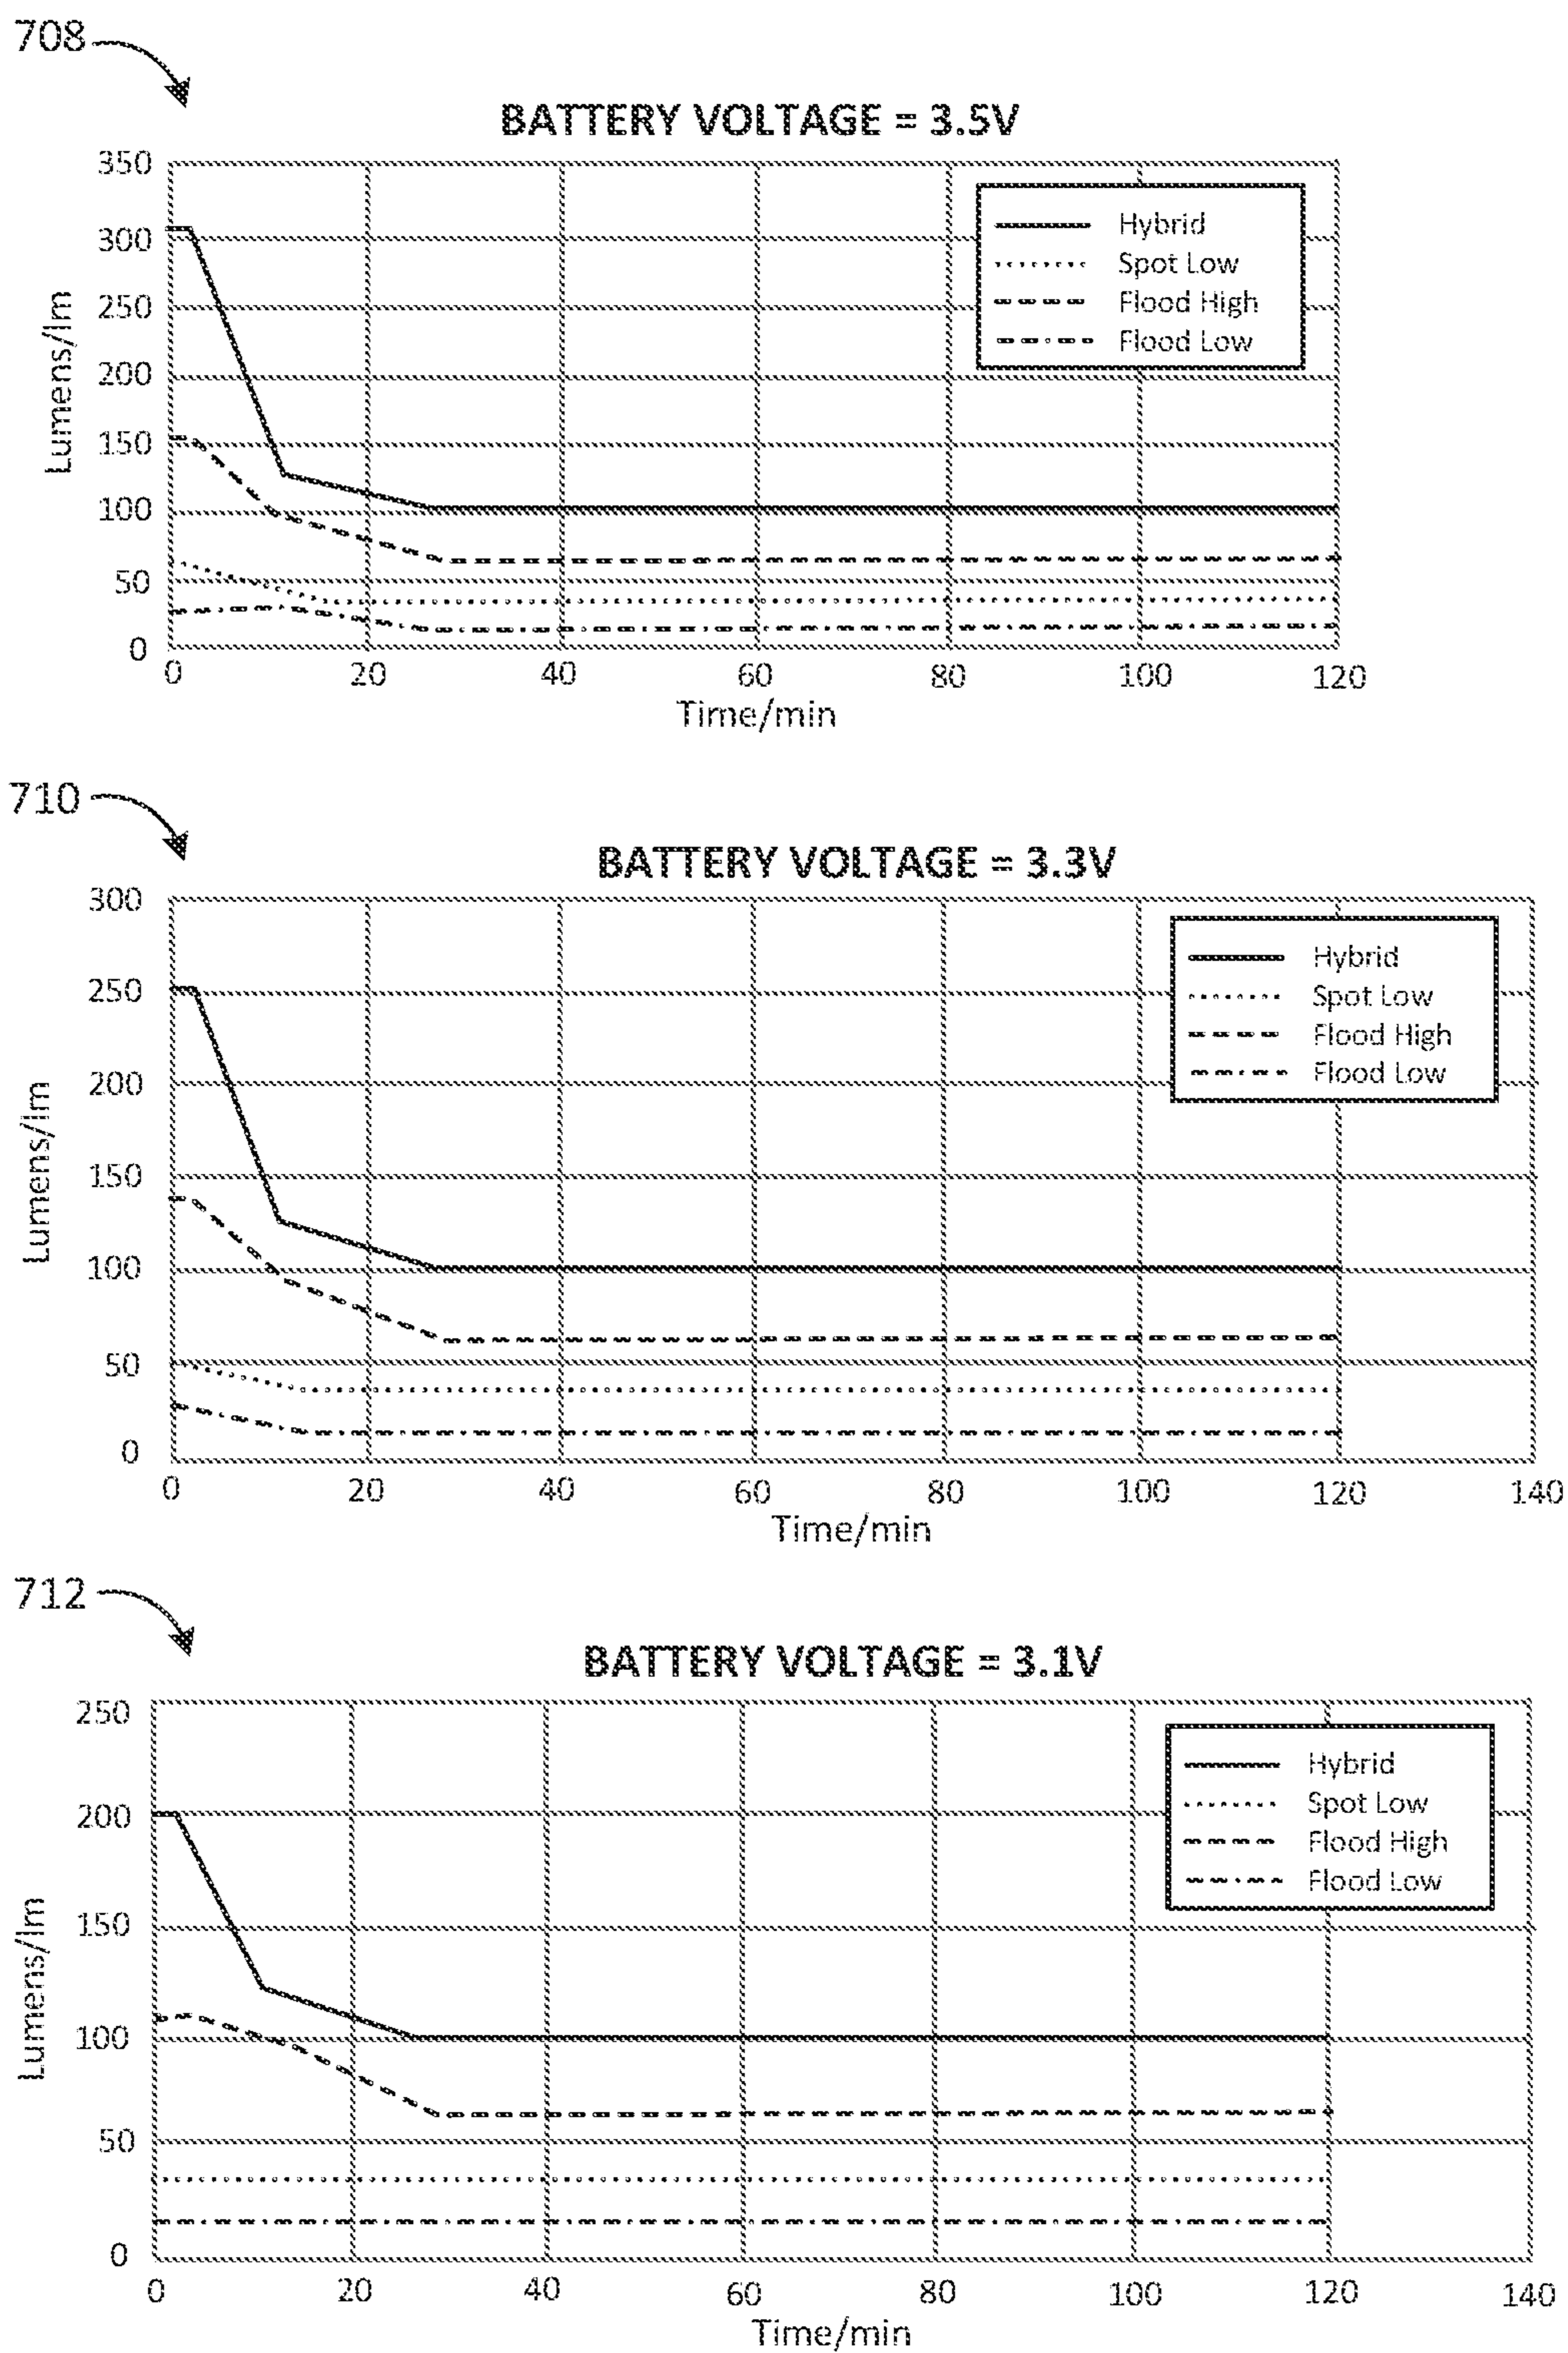 708
BATTERY VOLTAGE = 3.5V
350
300
250
200
150
100
50
0
Lumens/lm
Hybrid
Spot Low
Flood High
Flood Low
0 20 40 60 80 100 120
Time/min
710
BATTERY VOLTAGE = 3.3V
300
250
200
150
100
50
0
Lumens/lm
Hybrid
Spot Low
Flood High
Flood Low
0 20 40 60 80 100 120 140
Time/min
712
BATTERY VOLTAGE = 3.1V
250
200
150
100
50
0
Lumens/lm
Hybrid
Spot Low
Flood High
Flood Low
0 20 40 60 80 100 120 140
Time/min